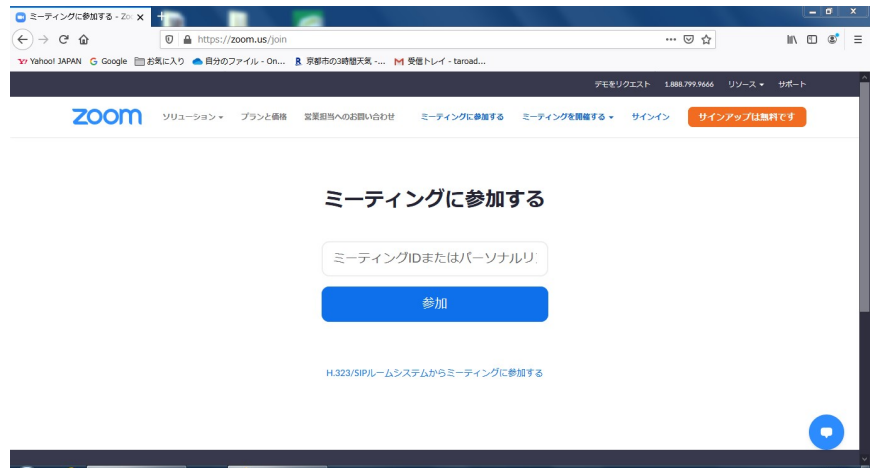 ミーティングに参加する - Zo
https://zoom.us/join
Yahoo! JAPAN Google お気に入り 自分のファイル - On... 京都市の3時間天気 -... 受信トレイ - taroad...
デモをリクエスト 1.888.799.9666 リソース サポート
zoom ソリューション プランと価格 営業担当へのお問い合わせ ミーティングに参加する ミーティングを開催する サインイン サインアップは無料です
ミーティングに参加する
ミーティングIDまたはパーソナルリ
参加
H.323/SIPルームシステムからミーティングに参加する